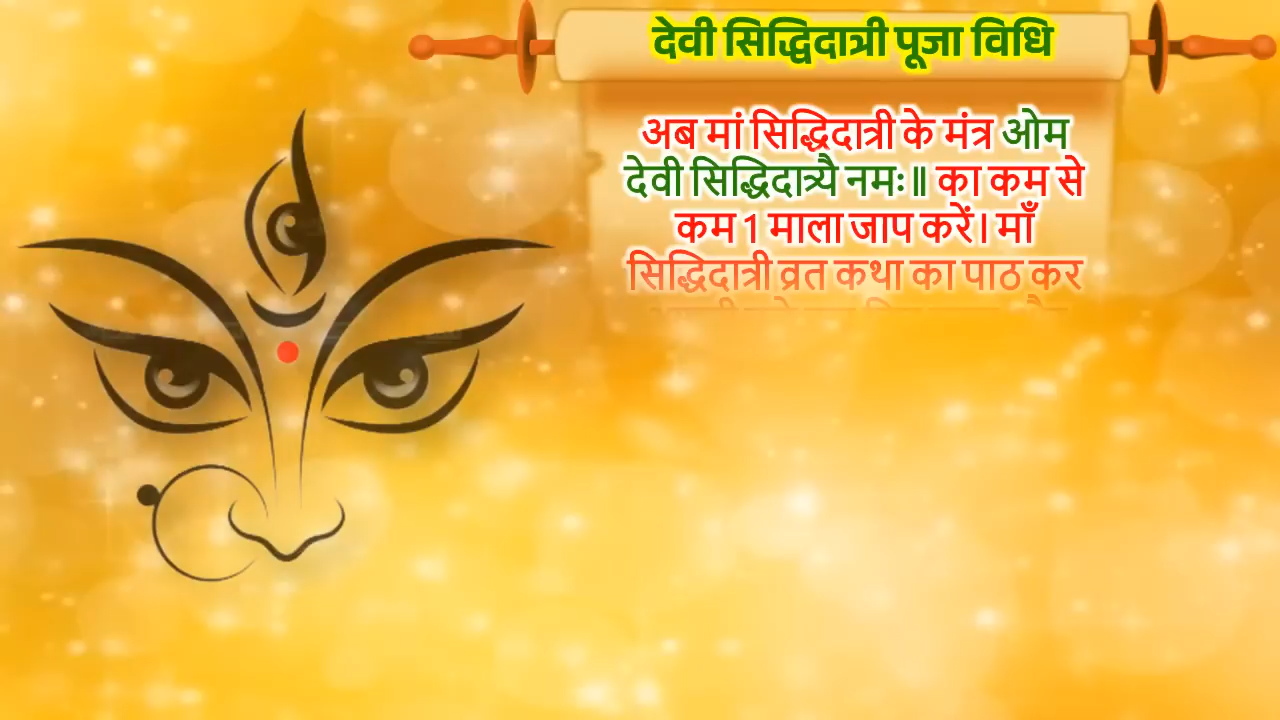 देवी सिद्धिदात्री पूजा विधि
अब मां सिद्धिदात्री के मंत्र ओम
देवी सिद्धिदात्र्यै नमः॥ का कम से
कम 1 माला जाप करें। माँ
सिद्धिदात्री व्रत कथा का पाठ कर